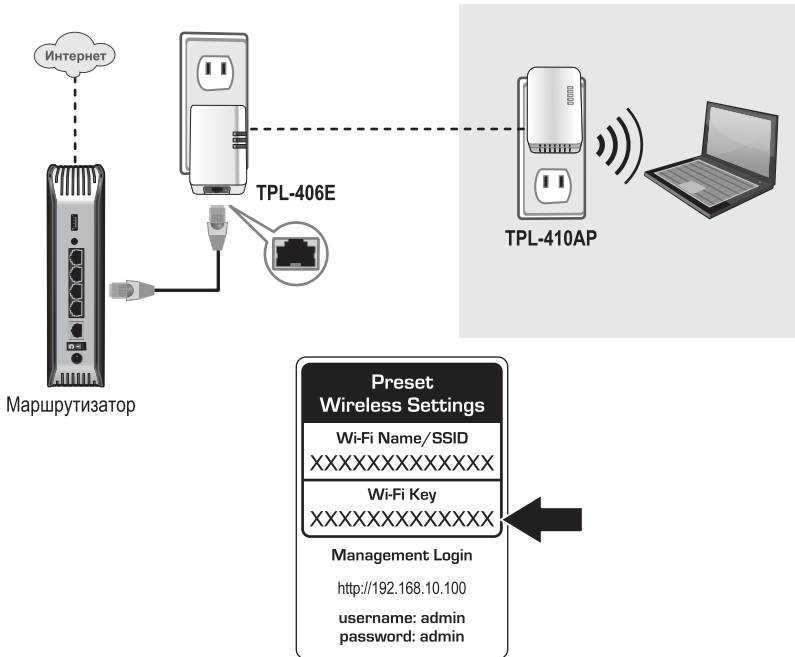 Интернет
TPL-406E
TPL-410AP
Маршрутизатор
Preset
Wireless Settings
Wi-Fi Name/SSID
XXXXXXXXXXXXX
Wi-Fi Key
XXXXXXXXXXXXX
Management Login
http://192.168.10.100
username: admin
password: admin